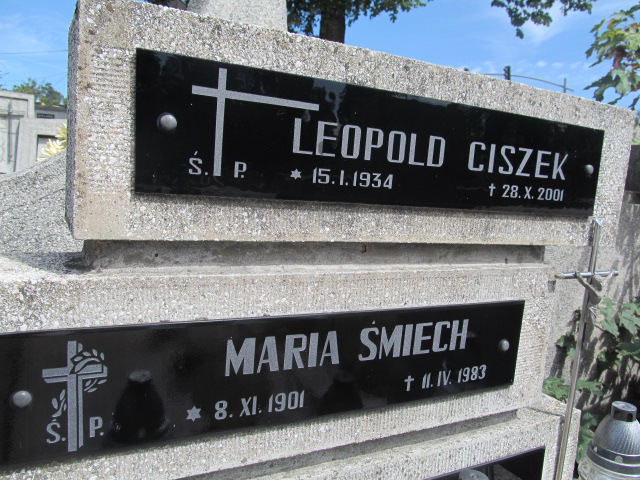 LEOPOLD CISZEK
Ś. P. * 15.I.1934 † 28.X.2001
MARIA ŚMIECH
Ś. P. * 8.XI.1901 † 11.IV.1983